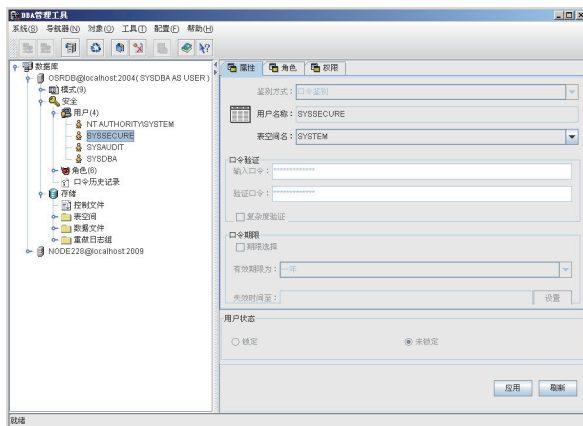 DBA管理工具
系统(S) 导航器(N) 对象(O) 工具(T) 配置(F) 帮助(H)
数据库
OSRDB@localhost:2004( SYSDBA AS USER )
模式(9)
安全
用户(4)
NT AUTHORITY\SYSTEM
SYSSECURE
SYSAUDIT
SYSDBA
角色(6)
口令历史记录
存储
控制文件
表空间
数据文件
重做日志组
NODE228@localhost:2009
属性 角色 权限
鉴别方式： 口令鉴别
用户名称： SYSSECURE
表空间名： SYSTEM
口令验证
输入口令： **************
验证口令： **************
复杂度验证
口令期限
期限选择
有效期限为： 一年
失效时间至： 设置
用户状态
锁定 未锁定
应用 刷新
就绪